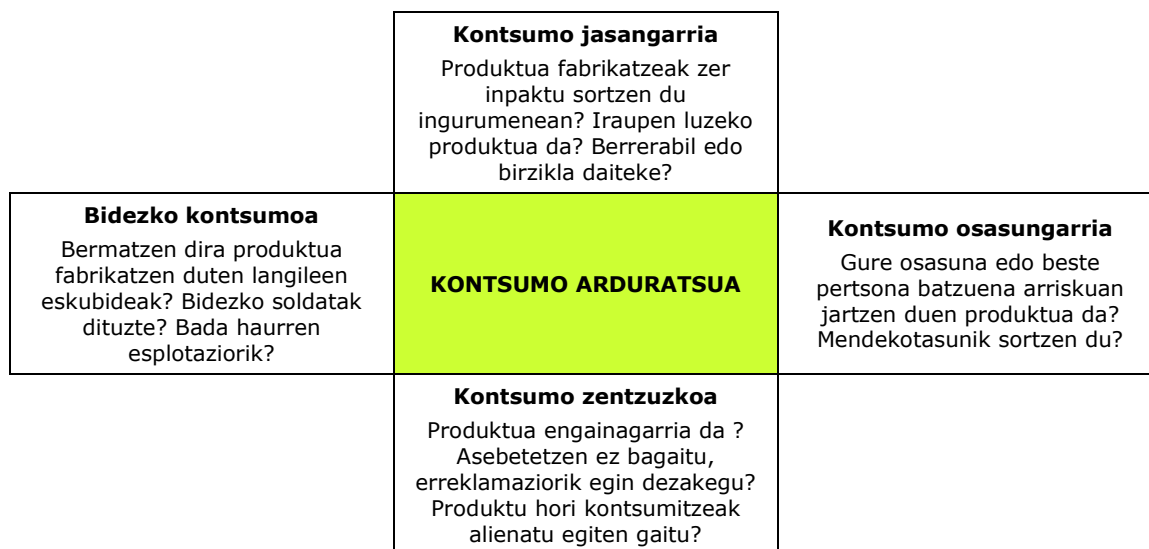 Kontsumo jasangarria
Produktua fabrikatzeak zer
inpaktu sortzen du
ingurumenean? Iraupen luzeko
produktua da? Berrerabil edo
birzikla daiteke?
Bidezko kontsumoa
Bermatzen dira produktua
fabrikatzen duten langileen
eskubideak? Bidezko soldatak
dituzte? Bada haurren
esplotaziorik?
KONTSUMO ARDURATSUA
Kontsumo osasungarria
Gure osasuna edo beste
pertsona batzuena arriskuan
jartzen duen produktua da?
Mendekotasunik sortzen du?
Kontsumo zentzuzkoa
Produktua engainagarria da ?
Asebetetzen ez bagaitu,
erreklamaziorik egin dezakegu?
Produktu hori kontsumitzeak
alienatu egiten gaitu?